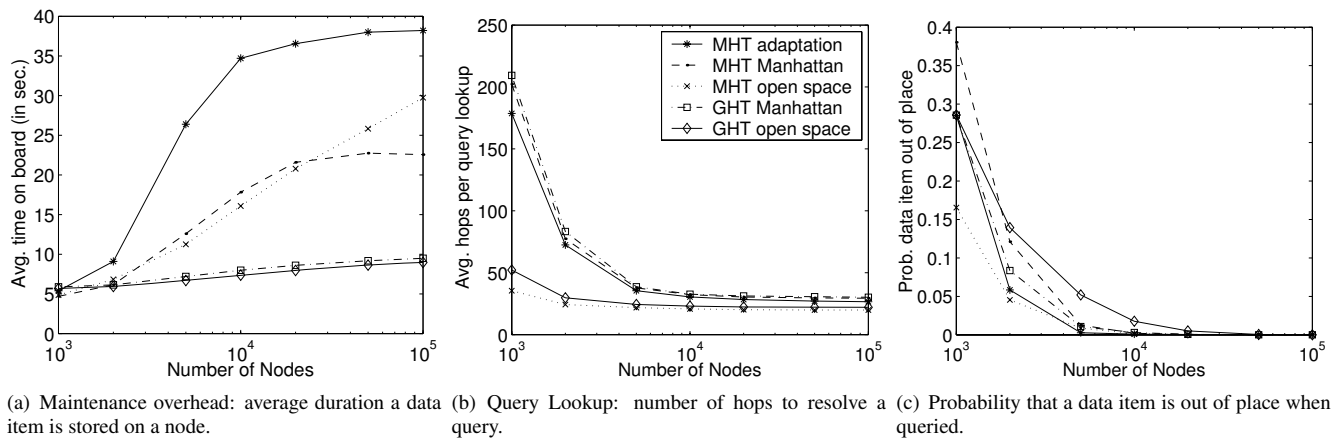 40
35
30
25
20
15
10
5
0
10^3
10^4
10^5
Avg. time on board (in sec.)
Number of Nodes
250
200
150
100
50
0
10^3
10^4
10^5
Avg. hops per query lookup
Number of Nodes
MHT adaptation
MHT Manhattan
MHT open space
GHT Manhattan
GHT open space
0.4
0.35
0.3
0.25
0.2
0.15
0.1
0.05
0
10^3
10^4
10^5
Prob. data item out of place
Number of Nodes
(a) Maintenance overhead: average duration a data
item is stored on a node.
(b) Query Lookup: number of hops to resolve a
query.
(c) Probability that a data item is out of place when
queried.